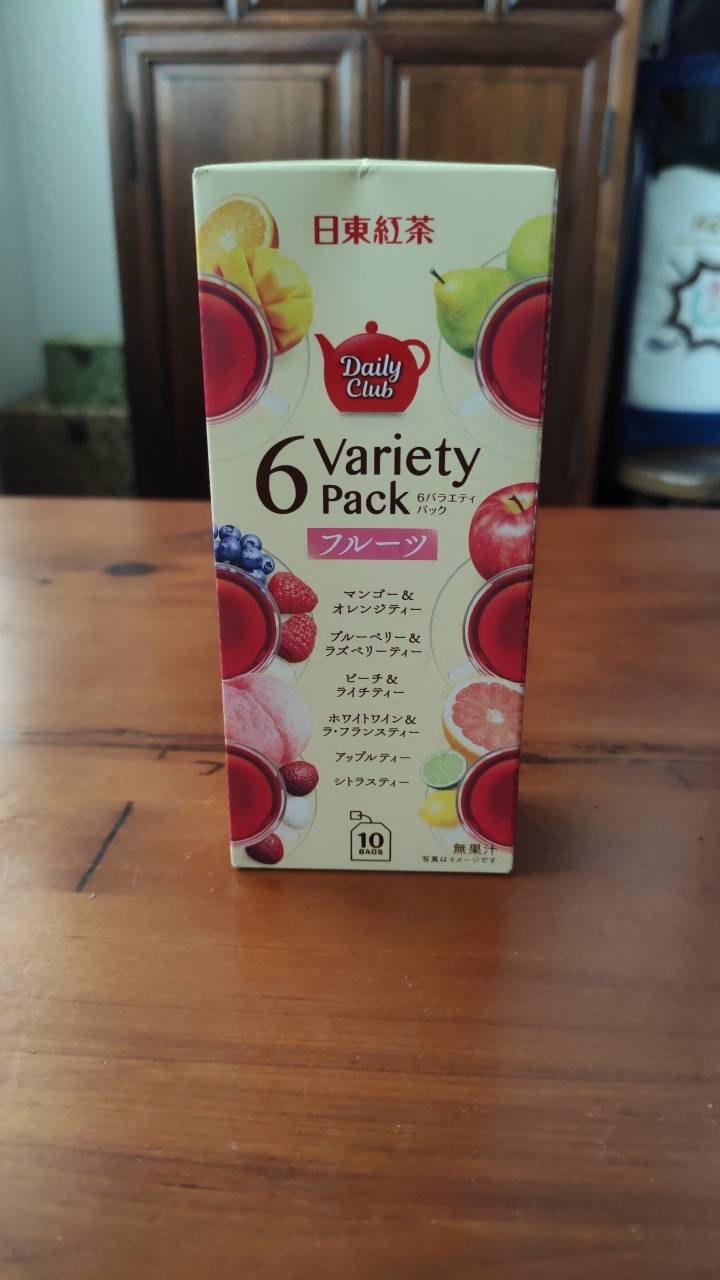 日東紅茶
Daily
Club
6 Variety
Pack
6バラエティ
パック
フルーツ
マンゴー&
オレンジティー
ブルーベリー&
ラズベリーティー
ピーチ&
ライチティー
ホワイトワイン&
ラ・フランスティー
アップルティー
シトラスティー
10
BAGS
無果汁
写真はイメージです